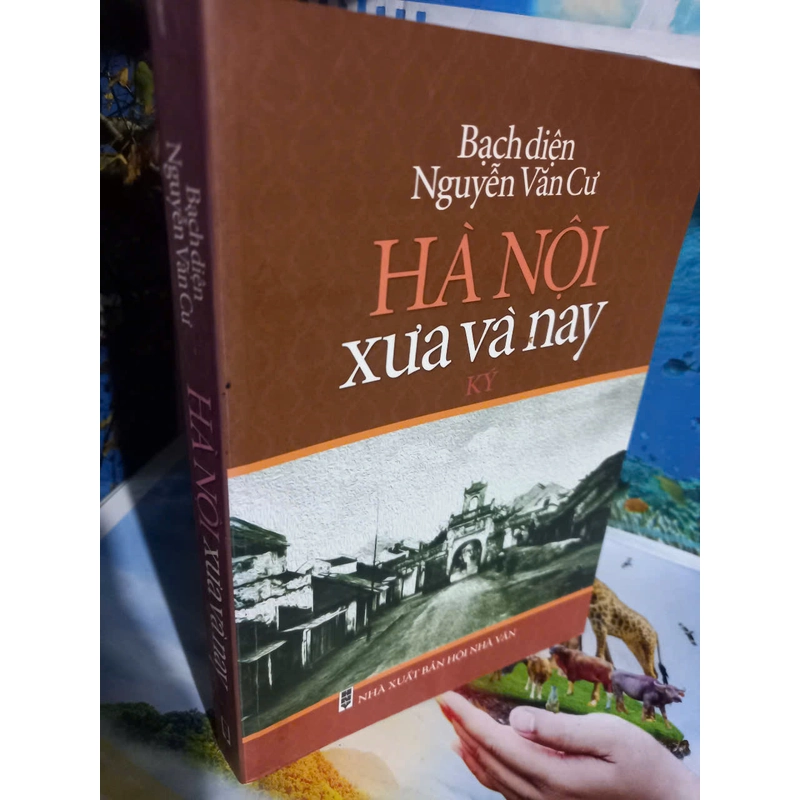 Bạch diện
Nguyễn Văn Cư
HÀ NỘI
xưa và nay
KÝ
NHÀ XUẤT BẢN HỘI NHÀ VĂN
Bạch diện
Nguyễn Văn Cư
HÀ NỘI xưa và nay